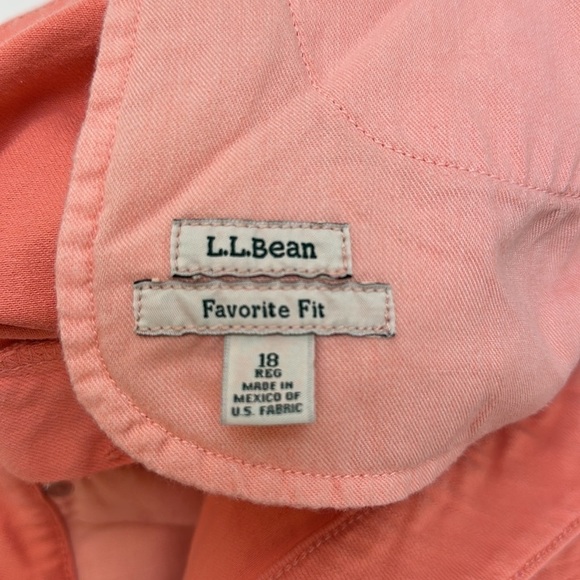 L.L.Bean
Favorite Fit
18
REG
MADE IN
MEXICO OF
U.S. FABRIC